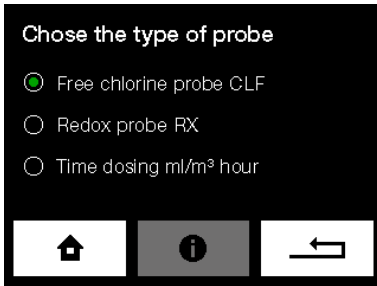 Chose the type of probe
Free chlorine probe CLF
Redox probe RX
Time dosing ml/m³ hour